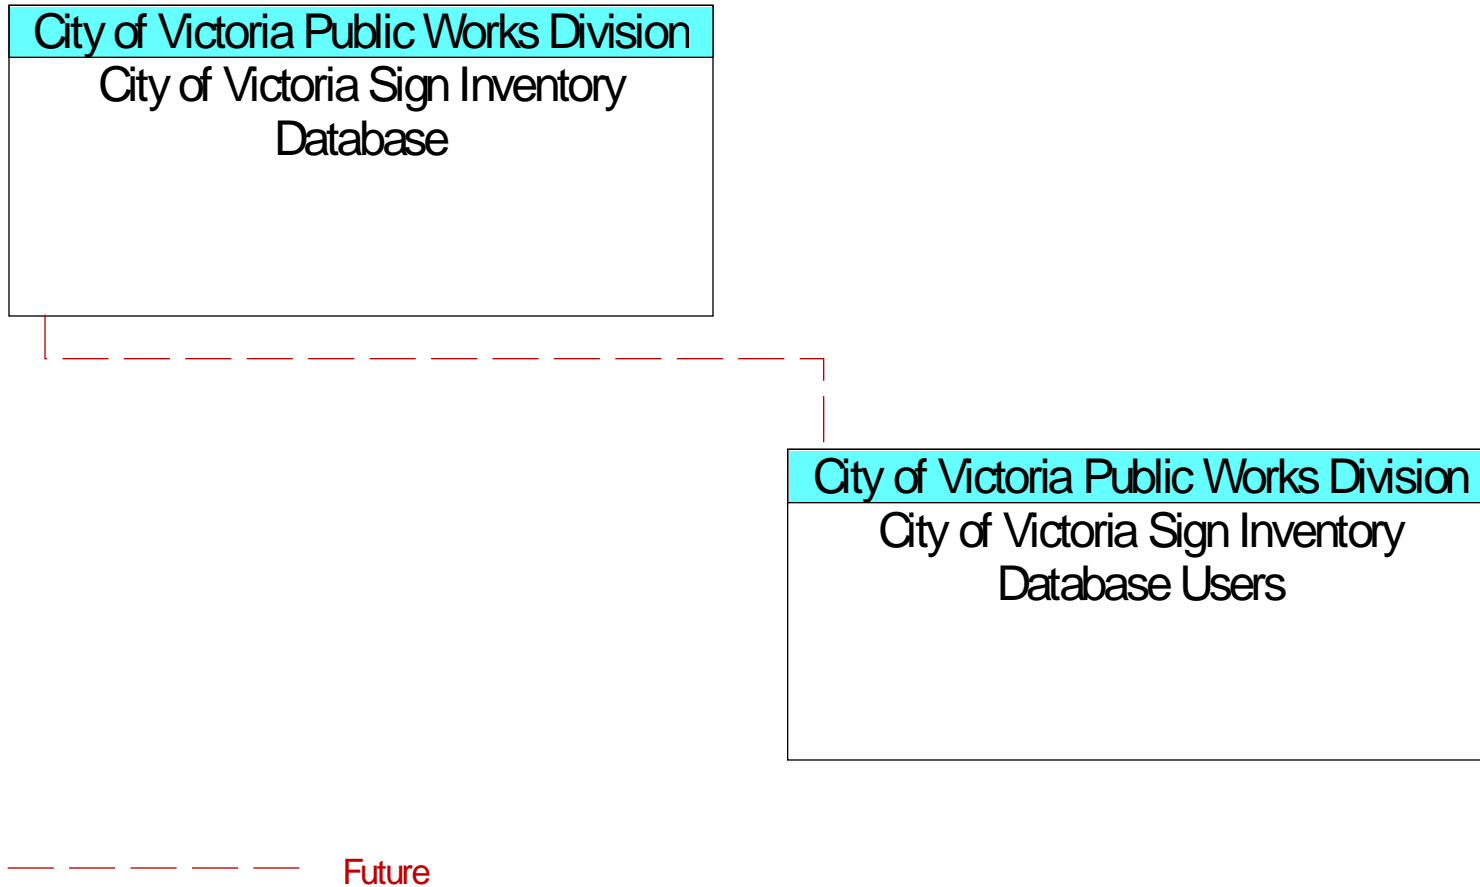 City of Victoria Public Works Division
City of Victoria Sign Inventory
Database
City of Victoria Public Works Division
City of Victoria Sign Inventory
Database Users
Future